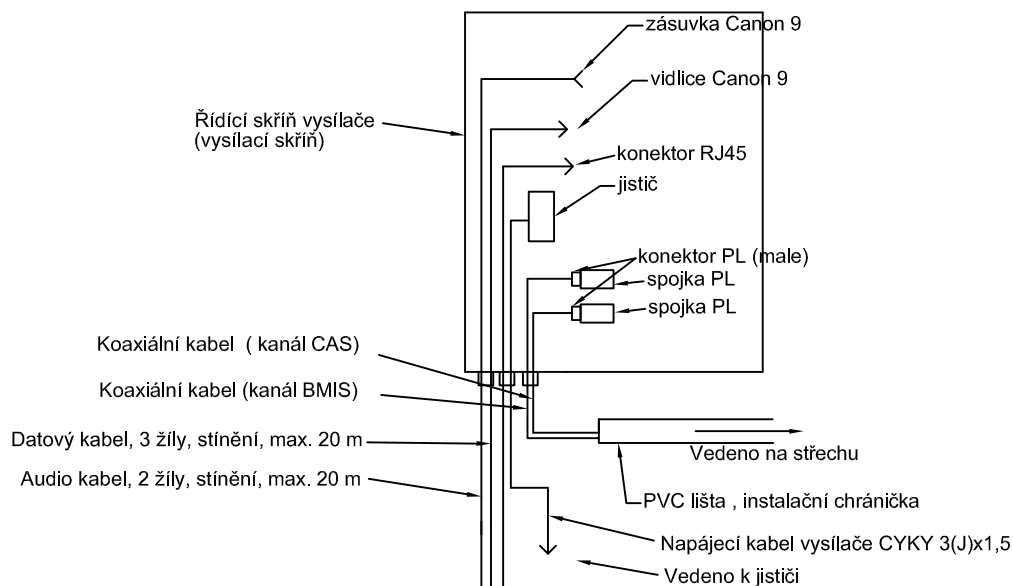 zásuvka Canon 9
vidlice Canon 9
Řídící skříň vysílače
(vysílací skříň)
konektor RJ45
jistič
konektor PL (male)
spojka PL
spojka PL
Koaxiální kabel ( kanál CAS)
Koaxiální kabel (kanál BMIS)
Datový kabel, 3 žíly, stínění, max. 20 m
Vedeno na střechu
Audio kabel, 2 žíly, stínění, max. 20 m
PVC lišta , instalační chránička
Napájecí kabel vysílače CYKY 3(J)x1,5
Vedeno k jističi